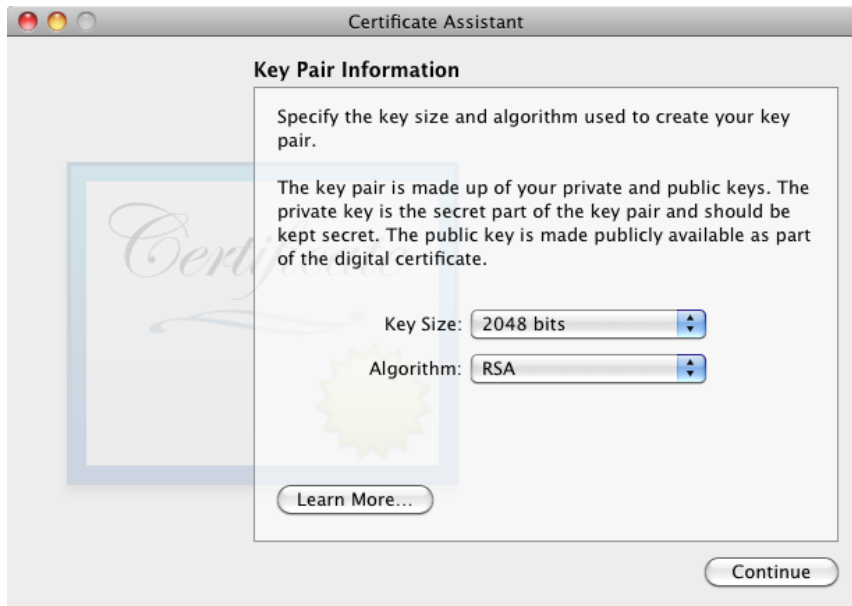 Certificate Assistant
Key Pair Information
Specify the key size and algorithm used to create your key
pair.
The key pair is made up of your private and public keys. The
private key is the secret part of the key pair and should be
kept secret. The public key is made publicly available as part
of the digital certificate.
Certificate
Key Size: 2048 bits
Algorithm: RSA
Learn More...
Continue